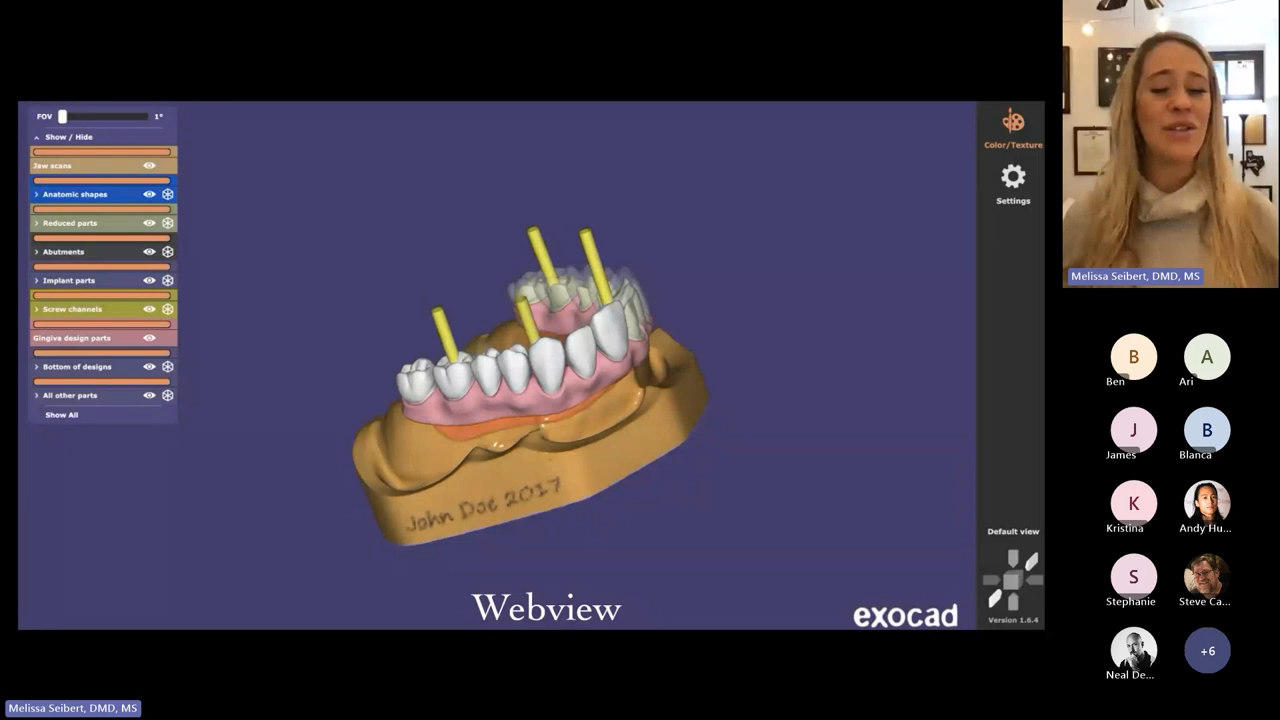 FOV 1°
Show / Hide
Jaw scans
Anatomic shapes
Reduced parts
Abutments
Implant parts
Screw channels
Gingiva design parts
Bottom of designs
All other parts
Show All
John Doe 2017
Webview
exocad
Color/Texture
Settings
Default view
Version 1.6.4
Melissa Seibert, DMD, MS
B
Ben
A
Ari
J
James
B
Blanca
K
Kristina
Andy Hu...
S
Stephanie
Steve Ca...
Neal De...
+6
Melissa Seibert, DMD, MS